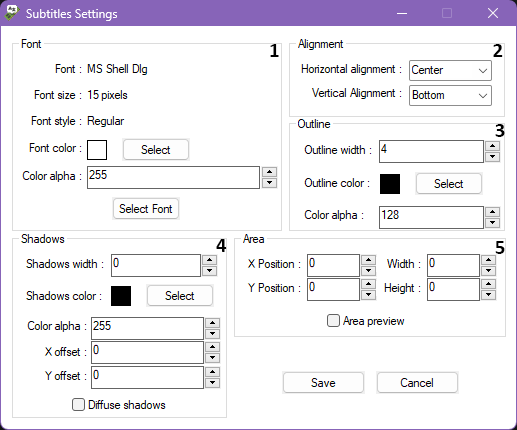 Subtitles Settings
Font 1
Font : MS Shell Dlg
Font size : 15 pixels
Font style : Regular
Font color : Select
Color alpha : 255
Select Font
Alignment 2
Horizontal alignment : Center
Vertical Alignment : Bottom
Outline 3
Outline width : 4
Outline color : Select
Color alpha : 128
Shadows 4
Shadows width : 0
Shadows color : Select
Color alpha : 255
X offset : 0
Y offset : 0
Diffuse shadows
Area 5
X Position : 0 Width : 0
Y Position : 0 Height : 0
Area preview
Save Cancel